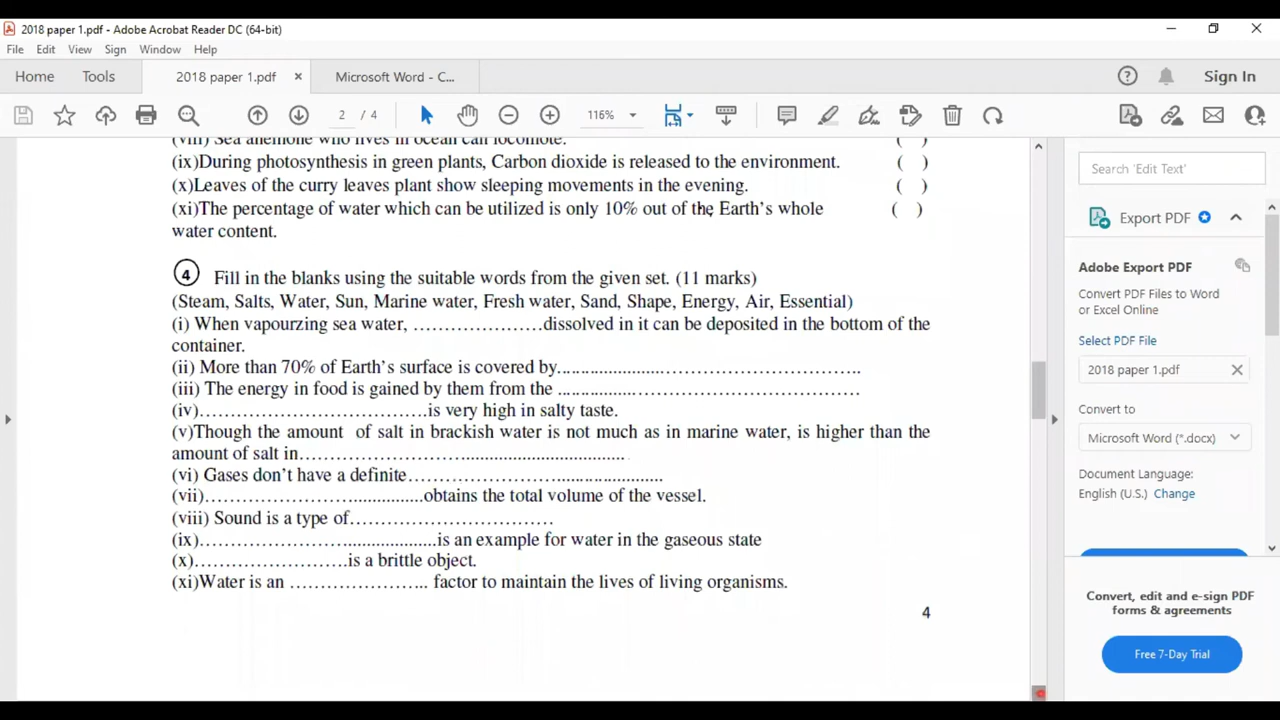 2018 paper 1.pdf - Adobe Acrobat Reader DC (64-bit)
File Edit View Sign Window Help
Home Tools 2018 paper 1.pdf × Microsoft Word - C... Sign In
2 / 4 116%
(viii) Sea anemone who lives in ocean can locomote. ( )
(ix)During photosynthesis in green plants, Carbon dioxide is released to the environment. ( )
(x)Leaves of the curry leaves plant show sleeping movements in the evening. ( )
(xi)The percentage of water which can be utilized is only 10% out of the Earth's whole ( )
water content.
4 Fill in the blanks using the suitable words from the given set. (11 marks)
(Steam, Salts, Water, Sun, Marine water, Fresh water, Sand, Shape, Energy, Air, Essential)
(i) When vapourzing sea water, ………………….dissolved in it can be deposited in the bottom of the
container.
(ii) More than 70% of Earth's surface is covered by.......................………………………………..
(iii) The energy in food is gained by them from the ................………………………………….
(iv)………………………………….is very high in salty taste.
(v)Though the amount of salt in brackish water is not much as in marine water, is higher than the
amount of salt in………………………......................................
(vi) Gases don't have a definite……………………........................
(vii)……………………................obtains the total volume of the vessel.
(viii) Sound is a type of………………………………
(ix)……………………....................is an example for water in the gaseous state
(x)…………………….is a brittle object.
(xi)Water is an ………………….. factor to maintain the lives of living organisms.
4
Search 'Edit Text'
Export PDF
Adobe Export PDF
Convert PDF Files to Word
or Excel Online
Select PDF File
2018 paper 1.pdf ×
Convert to
Microsoft Word (*.docx)
Document Language:
English (U.S.) Change
Convert, edit and e-sign PDF
forms & agreements
Free 7-Day Trial